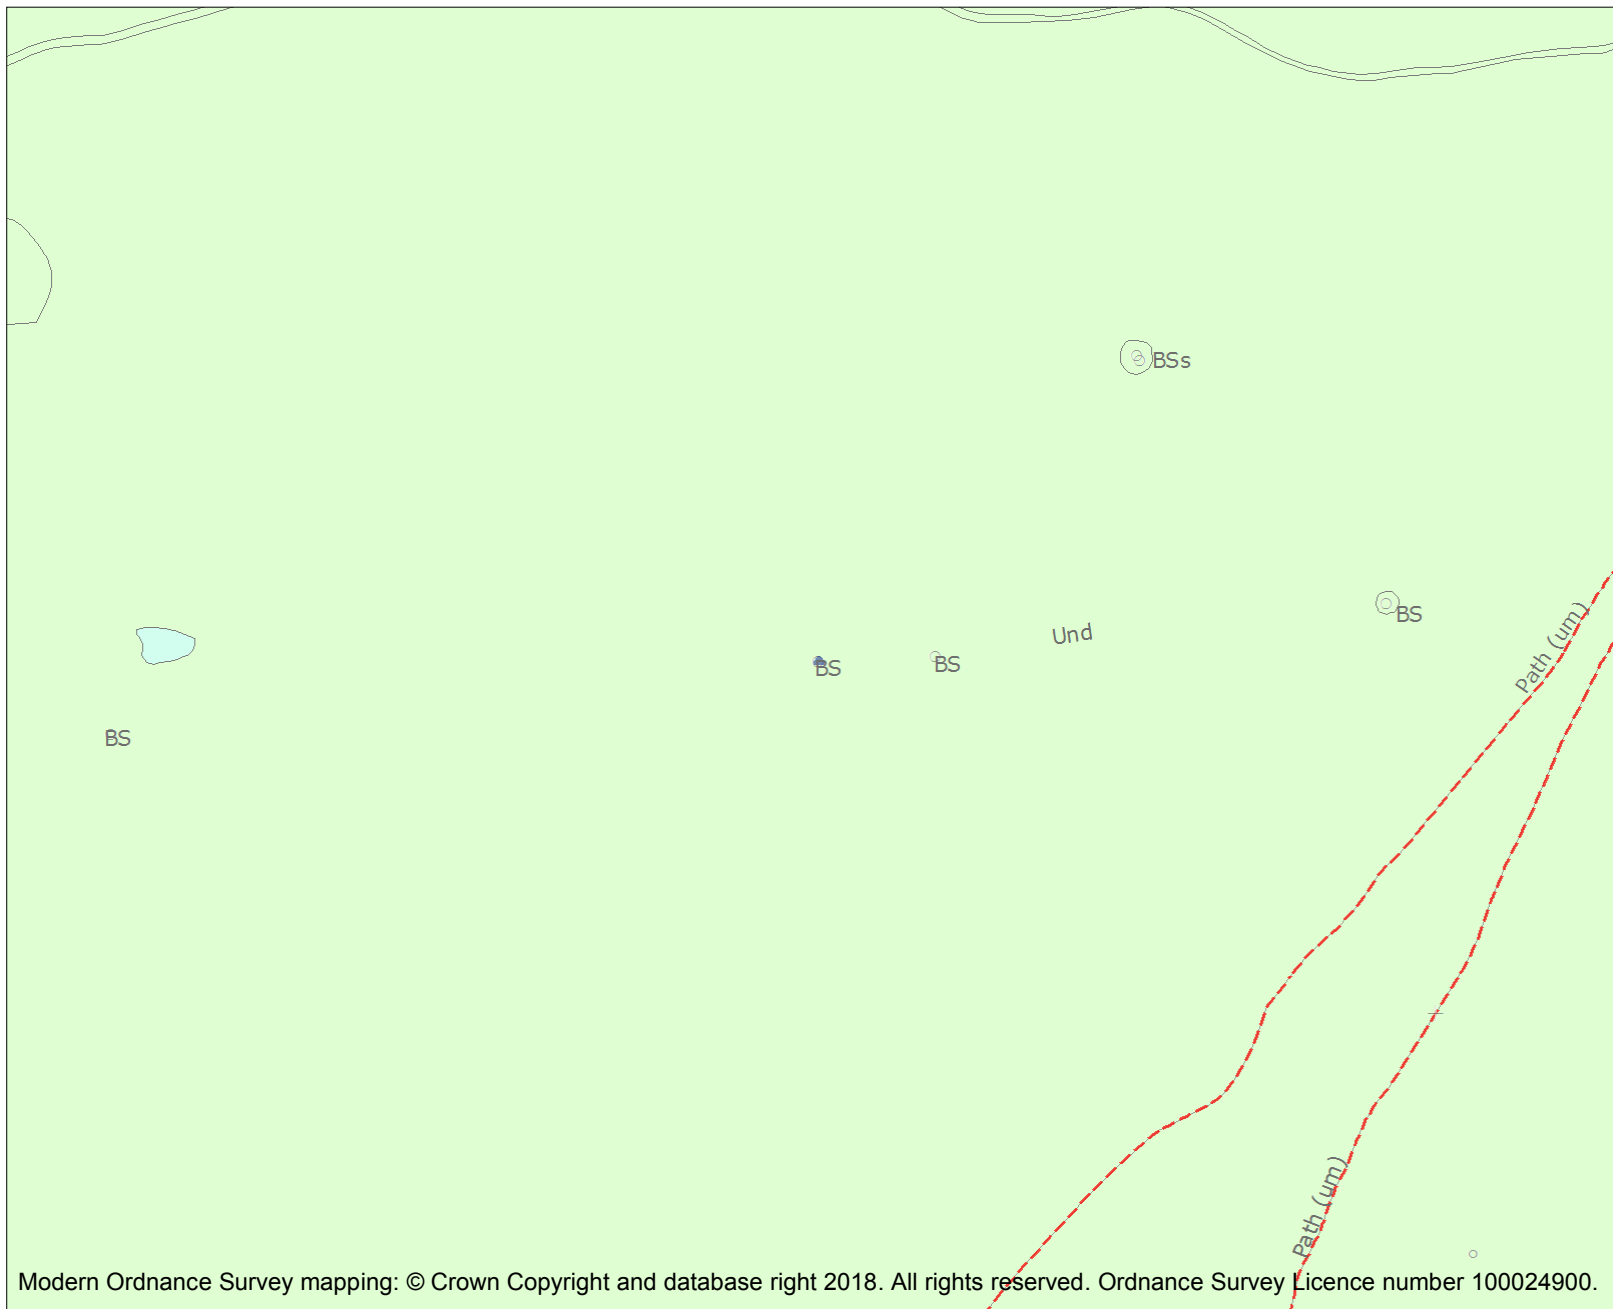 BSs
BS
Path (um)
Und
BS
BS
BS
Path (um)
Modern Ordnance Survey mapping: © Crown Copyright and database right 2018. All rights reserved. Ordnance Survey Licence number 100024900.